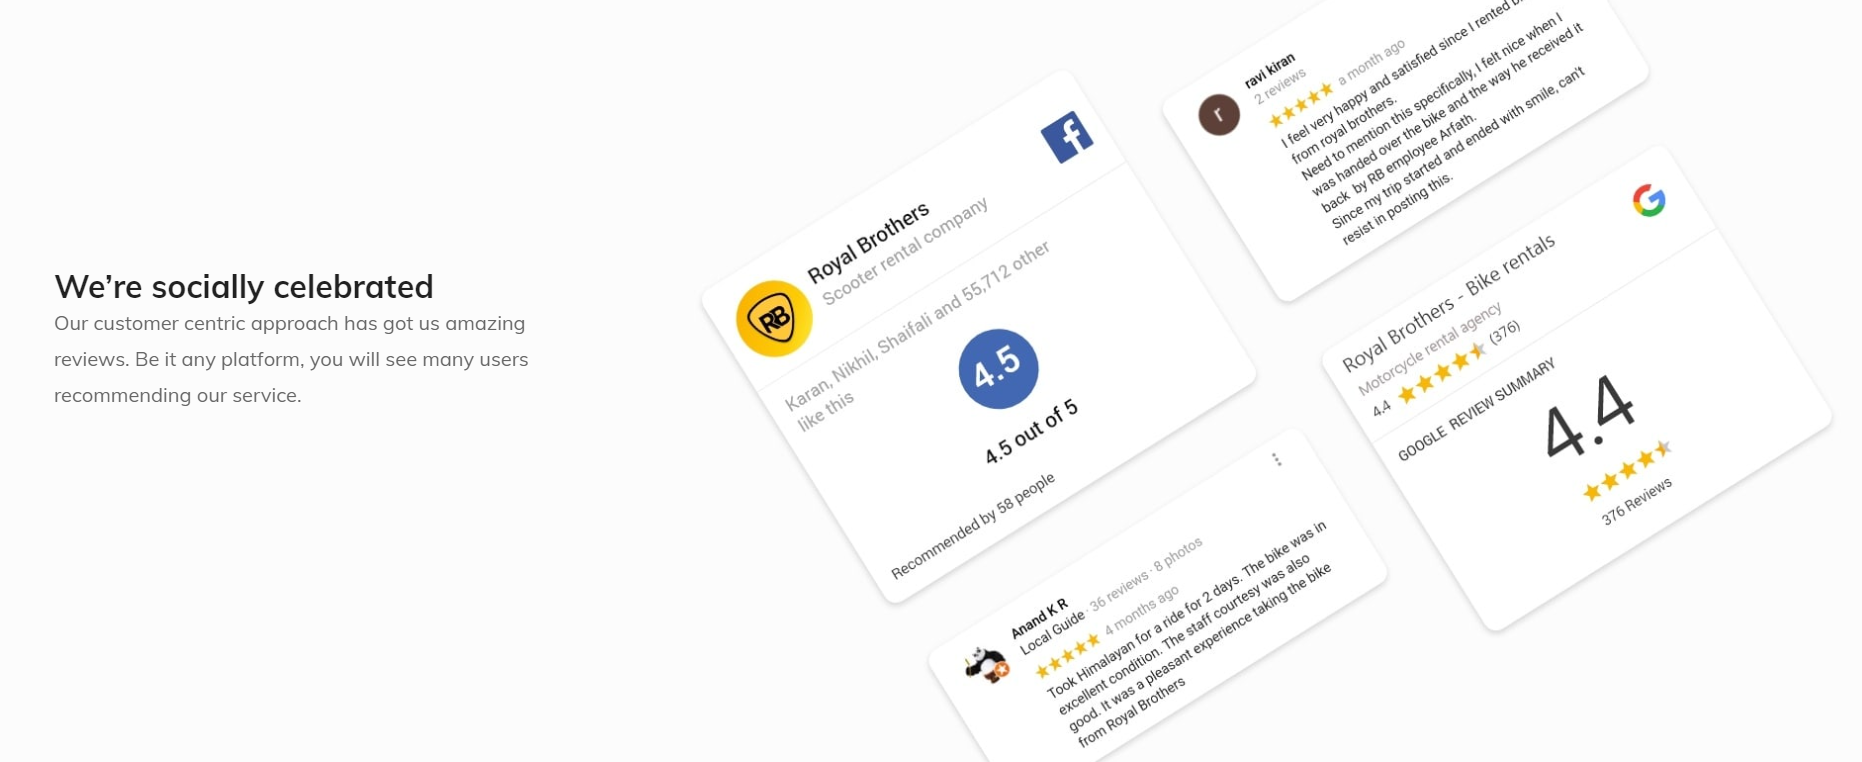 We’re socially celebrated
Our customer centric approach has got us amazing
reviews. Be it any platform, you will see many users
recommending our service.
f
RB
Royal Brothers
Scooter rental company
Karan, Nikhil, Shaifali and 55,712 other
like this
4.5
4.5 out of 5
Recommended by 58 people
r
ravi kiran
2 reviews
a month ago
I feel very happy and satisfied since I rented
from royal brothers.
Need to mention this specifically, I felt nice when I
was handed over the bike and the way he received it
back by RB employee Arfath.
Since my trip started and ended with smile, can't
resist in posting this.
G
Royal Brothers - Bike rentals
Motorcycle rental agency
4.4 (376)
GOOGLE REVIEW SUMMARY
4.4
376 Reviews
Anand K R
Local Guide · 36 reviews · 8 photos
4 months ago
Took Himalayan for a ride for 2 days. The bike was in
excellent condition. The staff courtesy was also
good. It was a pleasant experience taking the bike
from Royal Brothers